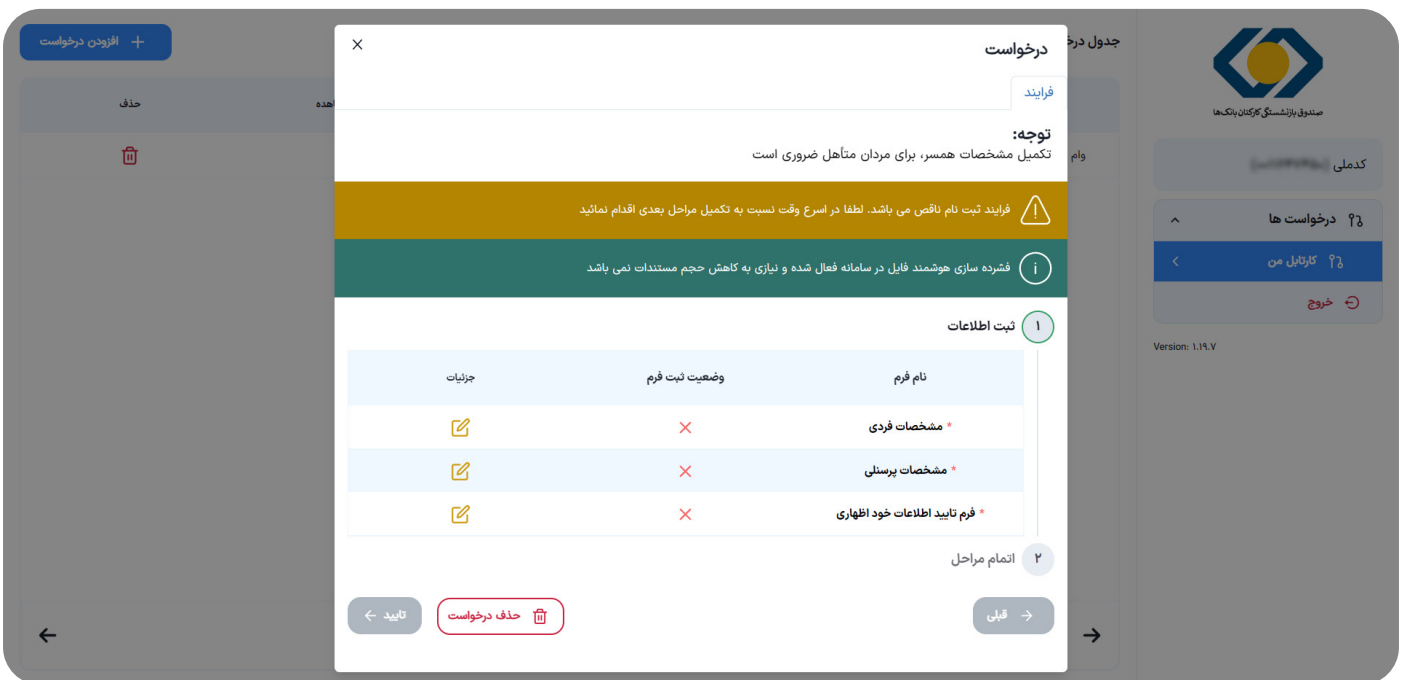 صندوق بازنشستگی کارکنان بانک‌ها
کدملی
درخواست ها
کارتابل من
خروج
Version: ۱.۱۹.۷
جدول درخ
افزودن درخواست
حذف
وام
درخواست
فرایند
توجه:
تکمیل مشخصات همسر، برای مردان متأهل ضروری است
فرایند ثبت نام ناقص می باشد. لطفا در اسرع وقت نسبت به تکمیل مراحل بعدی اقدام نمائید
فشرده سازی هوشمند فایل در سامانه فعال شده و نیازی به کاهش حجم مستندات نمی باشد
۱ ثبت اطلاعات
نام فرم وضعیت ثبت فرم جزئیات
* مشخصات فردی
* مشخصات پرسنلی
* فرم تایید اطلاعات خود اظهاری
۲ اتمام مراحل
قبلی حذف درخواست تایید